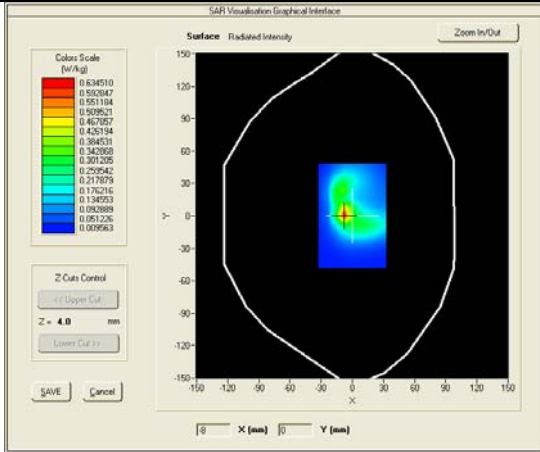 SAR Visualisation Graphical Interface
Surface Radiated Intensity
Zoom In/Out
Colors Scale
(W/kg)
0.634510
0.592847
0.551184
0.509521
0.467857
0.426194
0.384531
0.342868
0.301205
0.259542
0.217879
0.176216
0.134553
0.092889
0.051226
0.009563
Z Cuts Control
<< Upper Cut
Z = 4.0 mm
Lower Cut >>
SAVE Cancel
150
120
90
60
30
Y 0
-30
-60
-90
-120
-150
-150 -120 -90 -60 -30 0 30 60 90 120 150
X
-8 X (mm) 0 Y (mm)